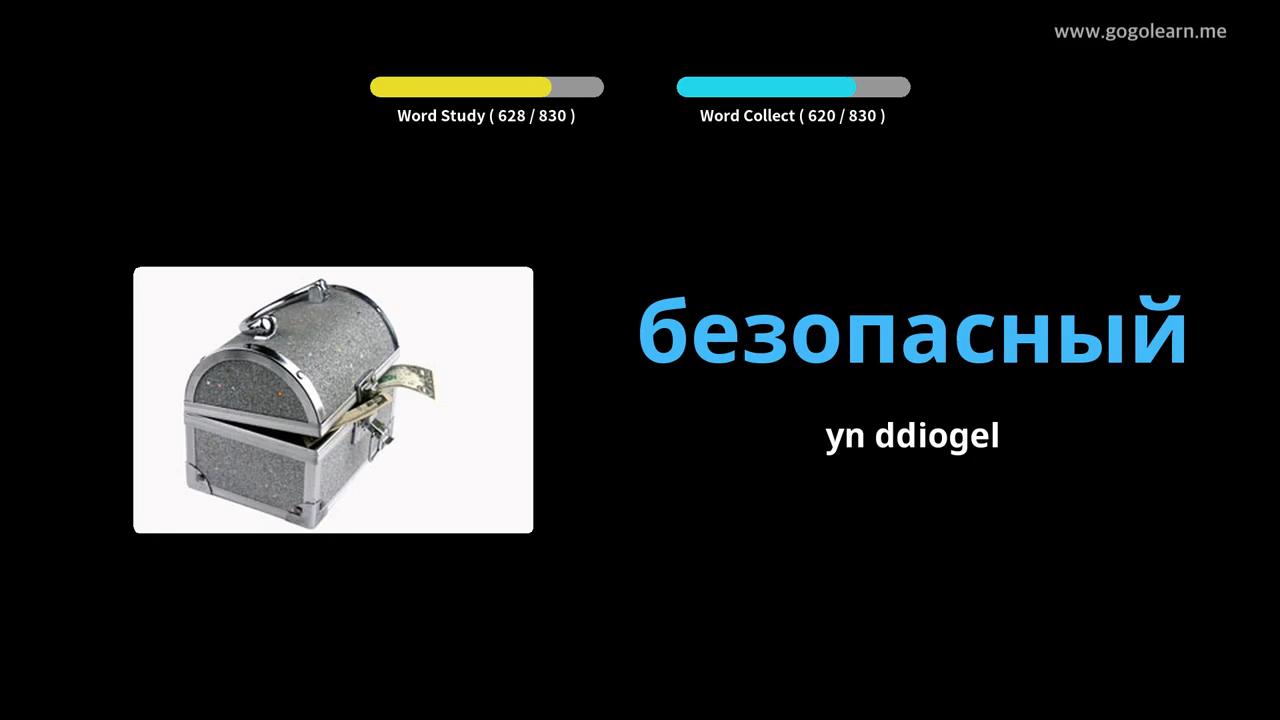 www.gogolearn.me
Word Study ( 628 / 830 )
Word Collect ( 620 / 830 )
безопасный
yn ddiogel